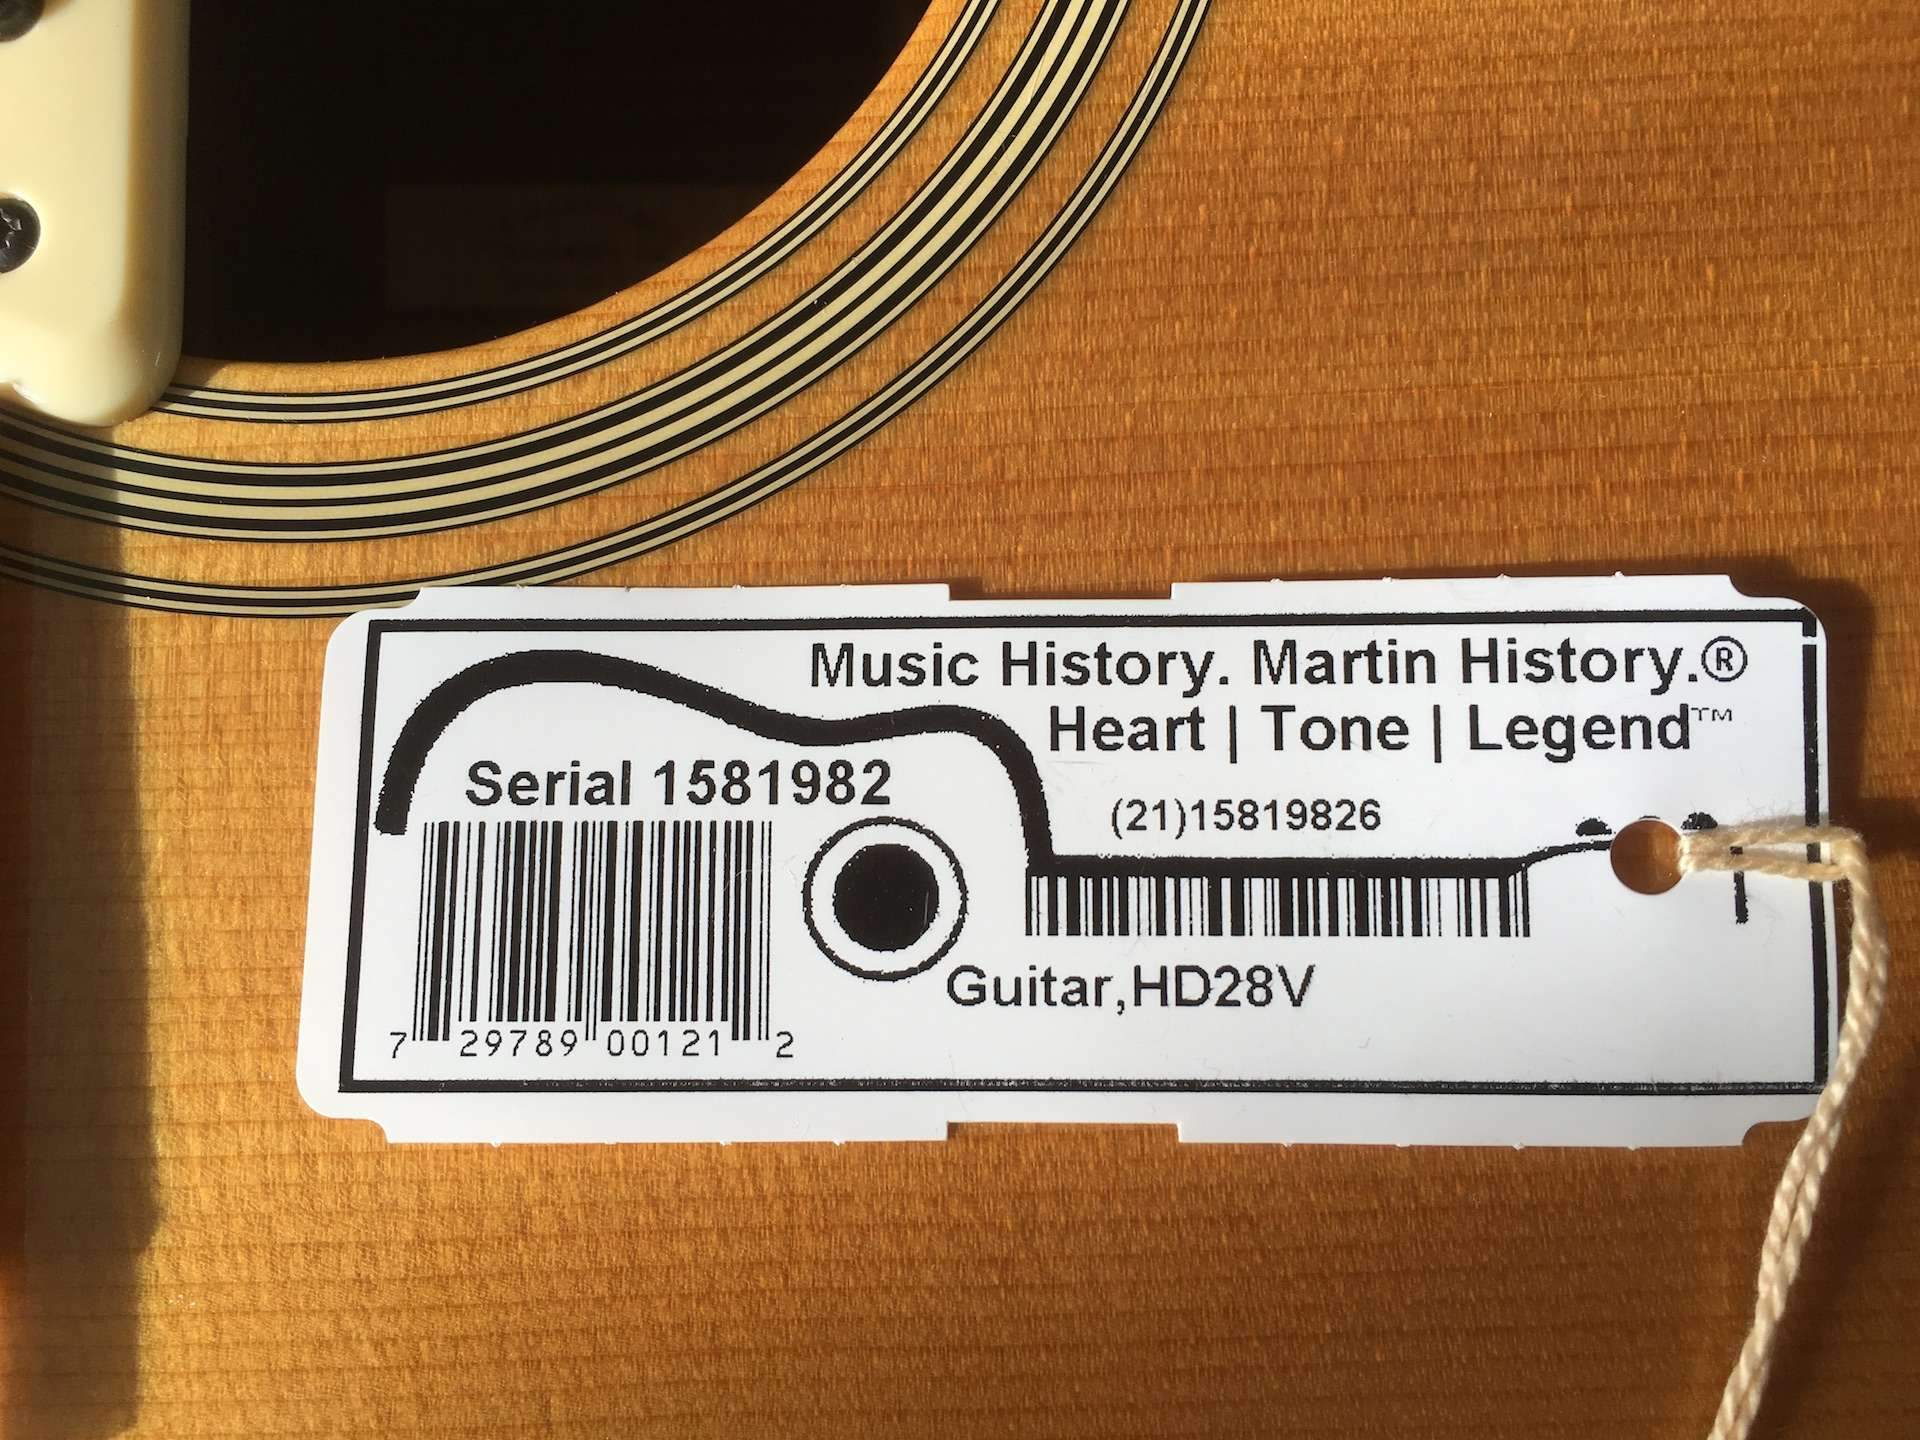 Music History. Martin History.®
Heart | Tone | Legend™
Serial 1581982
(21)15819826
Guitar,HD28V
7 29789 00121 2